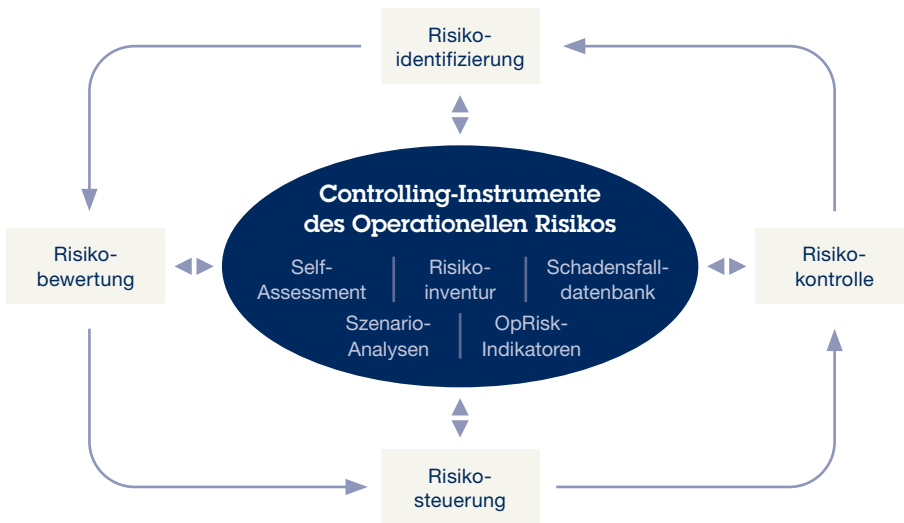 Risiko-
identifizierung
Controlling-Instrumente
des Operationellen Risikos
Risiko-
bewertung
Self-
Assessment
Risiko-
inventur
Schadensfall-
datenbank
Szenario-
Analysen
OpRisk-
Indikatoren
Risiko-
kontrolle
Risiko-
steuerung